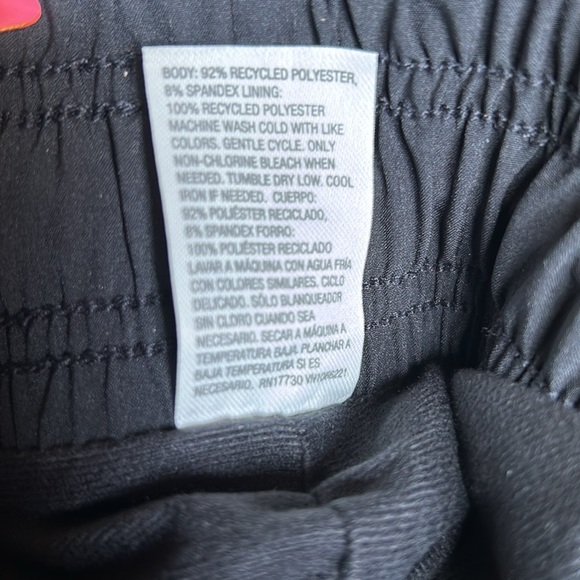 BODY: 92% RECYCLED POLYESTER,
8% SPANDEX LINING:
100% RECYCLED POLYESTER
MACHINE WASH COLD WITH LIKE
COLORS. GENTLE CYCLE. ONLY
NON-CHLORINE BLEACH WHEN
NEEDED. TUMBLE DRY LOW. COOL
IRON IF NEEDED. CUERPO:
92% POLIÉSTER RECICLADO,
8% SPANDEX FORRO:
100% POLIÉSTER RECICLADO
LAVAR A MÁQUINA CON AGUA FRÍA
CON COLORES SIMILARES. CICLO
DELICADO. SÓLO BLANQUEADOR
SIN CLORO CUANDO SEA
NECESARIO. SECAR A MÁQUINA A
TEMPERATURA BAJA. PLANCHAR A
BAJA TEMPERATURA SI ES
NECESARIO. RN17730